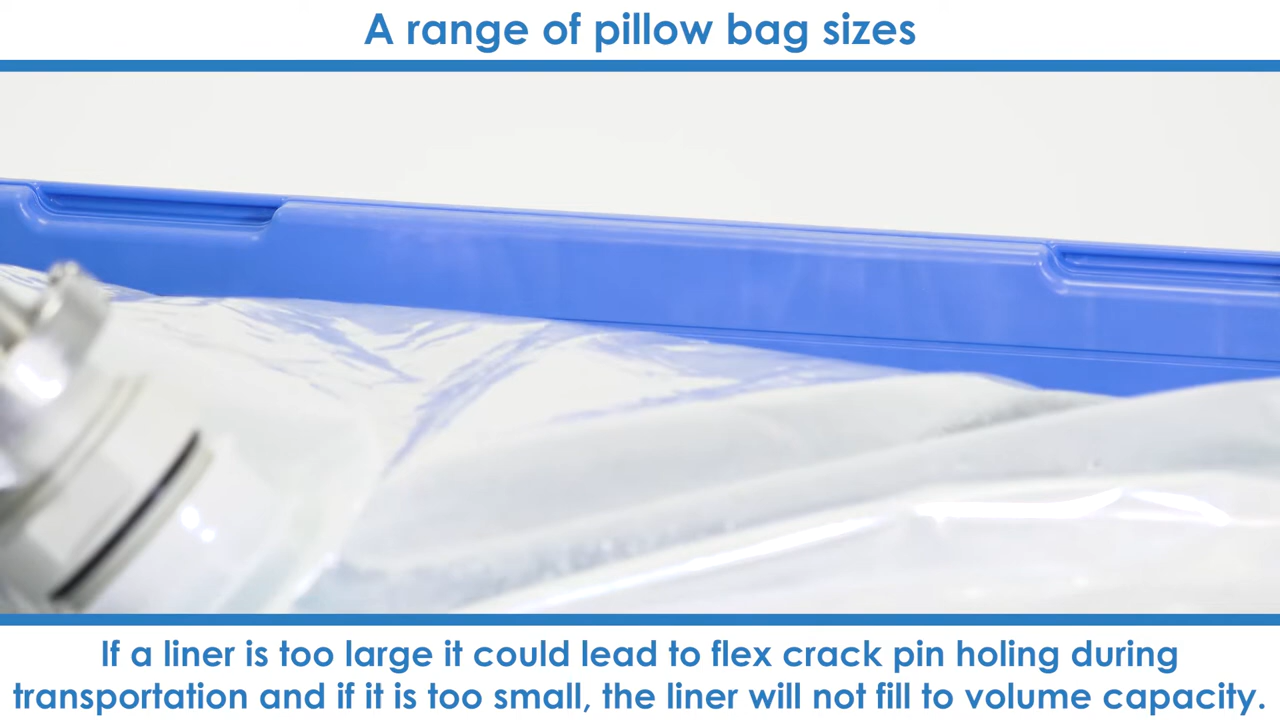 A range of pillow bag sizes
If a liner is too large it could lead to flex crack pin holing during
transportation and if it is too small, the liner will not fill to volume capacity.